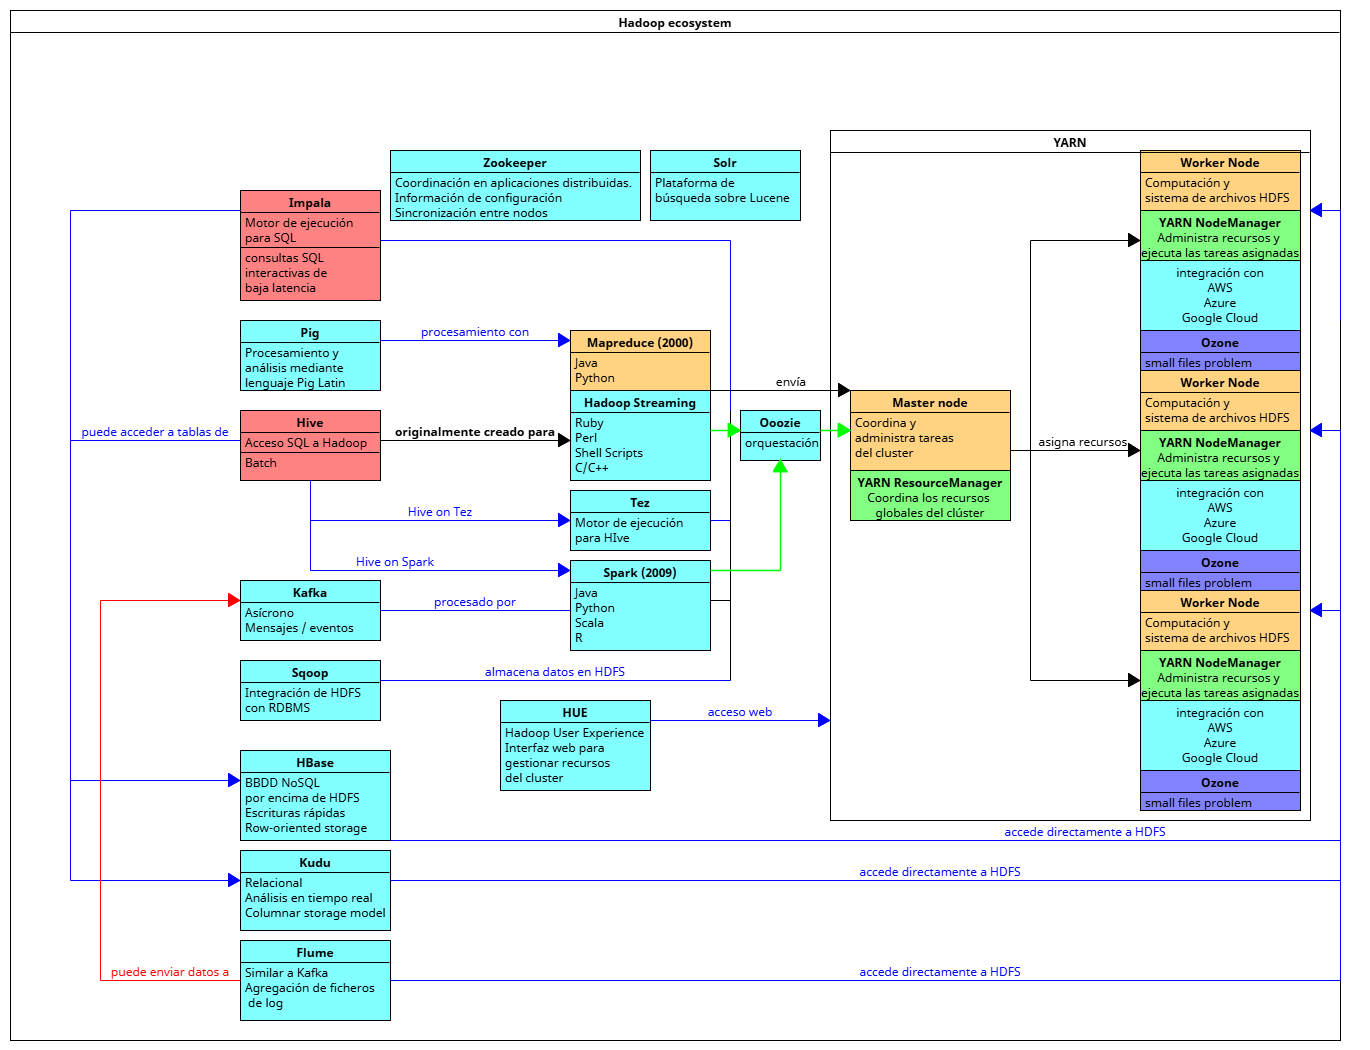 Hadoop ecosystem
Zookeeper
Coordinación en aplicaciones distribuidas.
Información de configuración
Sincronización entre nodos
Solr
Plataforma de
búsqueda sobre Lucene
Impala
Motor de ejecución
para SQL
consultas SQL
interactivas de
baja latencia
Pig
Procesamiento y
análisis mediante
lenguaje Pig Latin
procesamiento con
Hive
Acceso SQL a Hadoop
Batch
puede acceder a tablas de
originalmente creado para
Hive on Tez
Hive on Spark
Mapreduce (2000)
Java
Python
Hadoop Streaming
Ruby
Perl
Shell Scripts
C/C++
Tez
Motor de ejecución
para HIve
Spark (2009)
Java
Python
Scala
R
Kafka
Asícrono
Mensajes / eventos
procesado por
Sqoop
Integración de HDFS
con RDBMS
almacena datos en HDFS
HUE
Hadoop User Experience
Interfaz web para
gestionar recursos
del cluster
acceso web
Ooozie
orquestación
envía
YARN
Master node
Coordina y
administra tareas
del cluster
YARN ResourceManager
Coordina los recursos
globales del clúster
asigna recursos
Worker Node
Computación y
sistema de archivos HDFS
YARN NodeManager
Administra recursos y
ejecuta las tareas asignadas
integración con
AWS
Azure
Google Cloud
Ozone
small files problem
Worker Node
Computación y
sistema de archivos HDFS
YARN NodeManager
Administra recursos y
ejecuta las tareas asignadas
integración con
AWS
Azure
Google Cloud
Ozone
small files problem
Worker Node
Computación y
sistema de archivos HDFS
YARN NodeManager
Administra recursos y
ejecuta las tareas asignadas
integración con
AWS
Azure
Google Cloud
Ozone
small files problem
HBase
BBDD NoSQL
por encima de HDFS
Escrituras rápidas
Row-oriented storage
accede directamente a HDFS
Kudu
Relacional
Análisis en tiempo real
Columnar storage model
accede directamente a HDFS
Flume
Similar a Kafka
Agregación de ficheros
de log
puede enviar datos a
accede directamente a HDFS